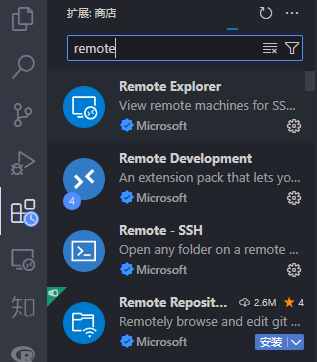 扩展: 商店
remote
Remote Explorer
View remote machines for SS...
Microsoft
Remote Development
An extension pack that lets yo...
Microsoft
4
Remote - SSH
Open any folder on a remote ...
Microsoft
知
Remote Reposit... 2.6M 4
Remotely browse and edit git ...
Microsoft 安装
R